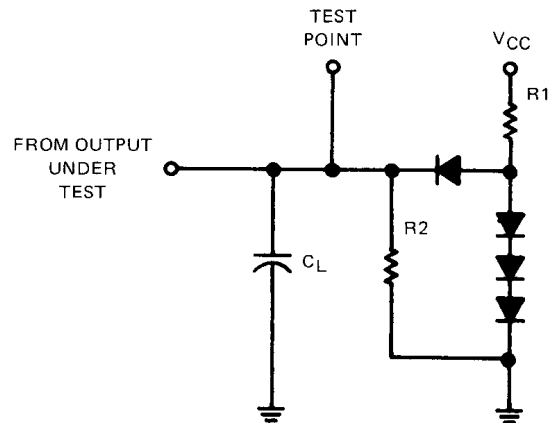 TEST
POINT
VCC
R1
FROM OUTPUT
UNDER
TEST
R2
CL